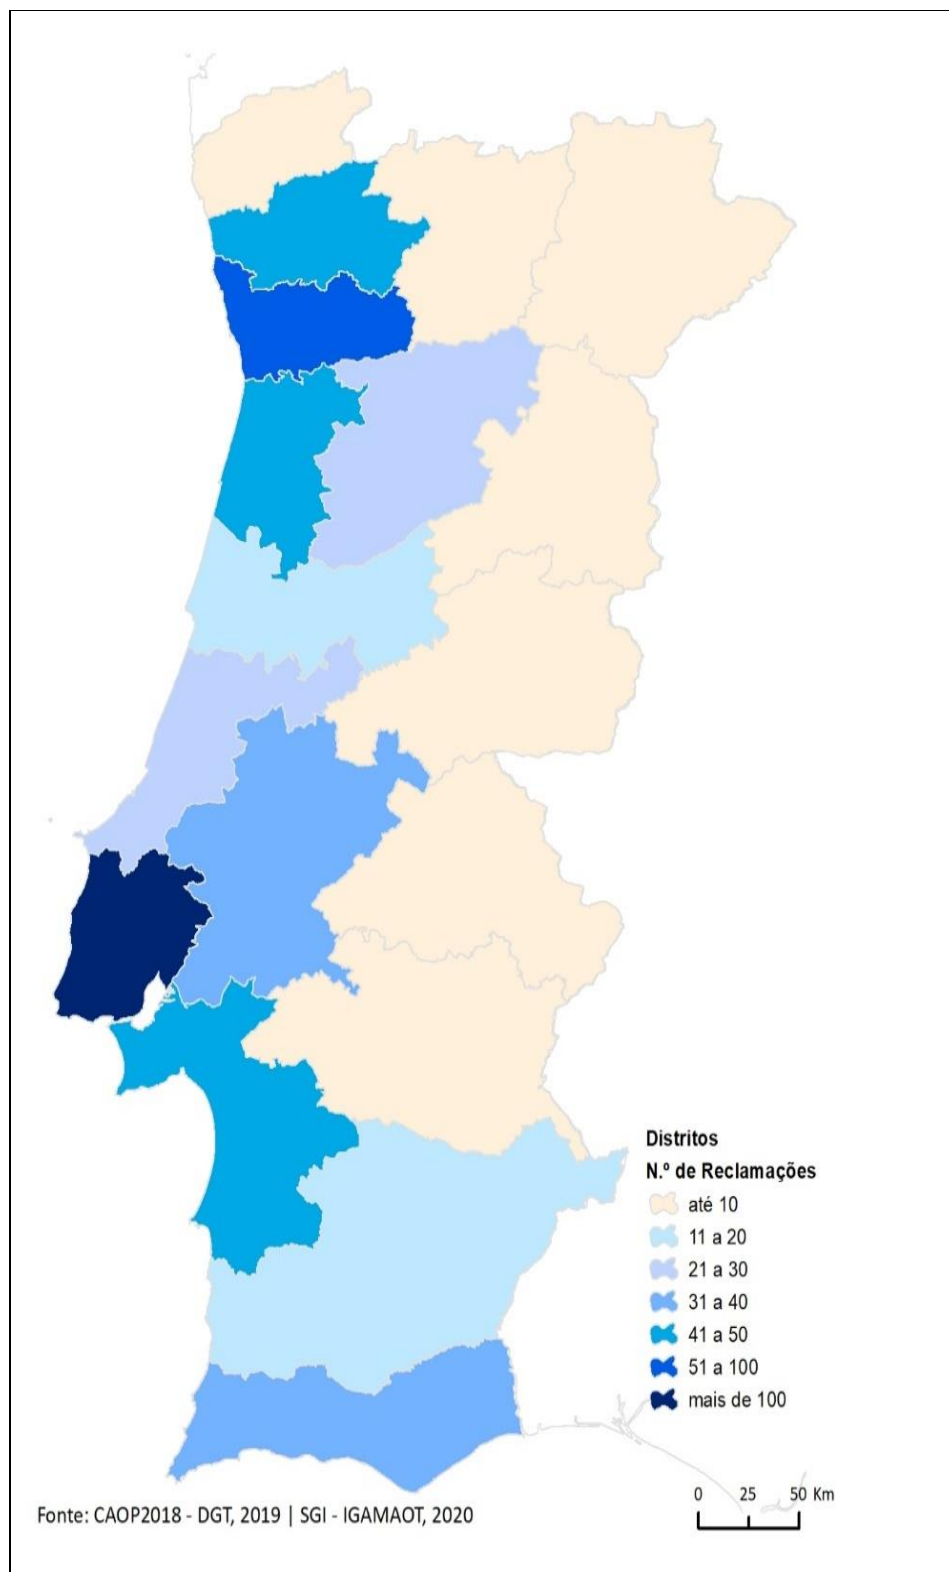 Distritos
N.º de Reclamações
até 10
11 a 20
21 a 30
31 a 40
41 a 50
51 a 100
mais de 100
0 25 50 Km
Fonte: CAOP2018 - DGT, 2019 | SGI - IGAMAOT, 2020